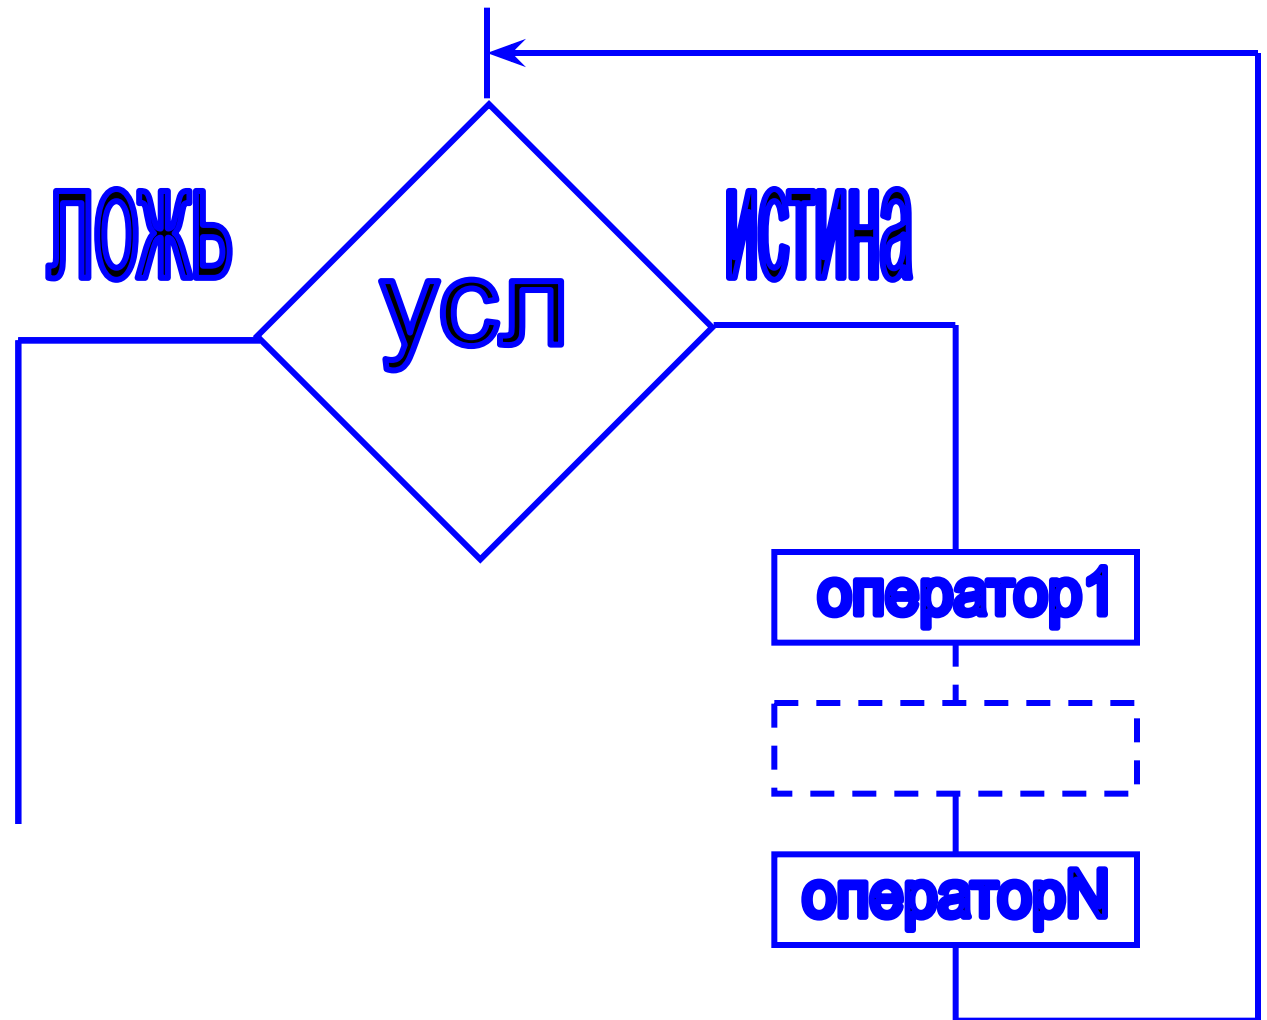 ложь
истина
усл
оператор1
операторN